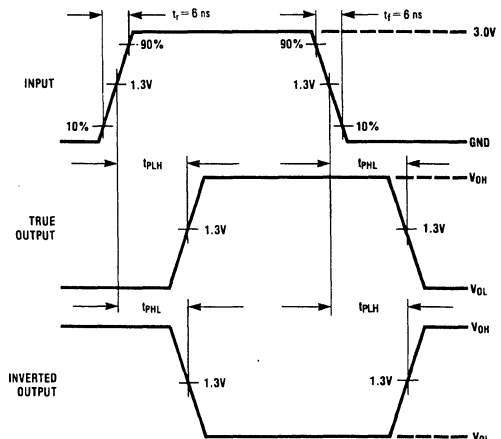 tr = 6 ns
tf = 6 ns
90%
90%
3.0V
INPUT
1.3V
1.3V
10%
10%
GND
tPLH
tPHL
VOH
TRUE
OUTPUT
1.3V
1.3V
VOL
tPHL
tPLH
VOH
INVERTED
OUTPUT
1.3V
1.3V
VOL